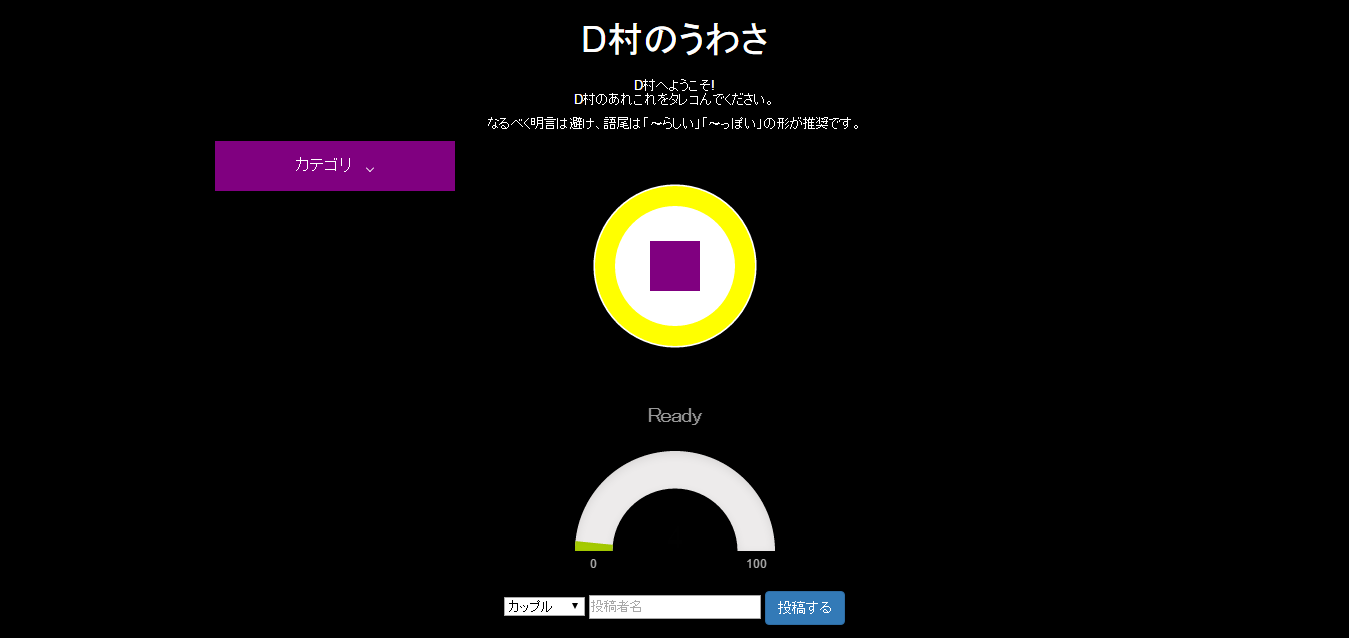 D村のうわさ
D村へようこそ!
D村のあれこれをタレコんでください。
なるべく明言は避け、語尾は「～らしい」「～っぽい」の形が推奨です。
カテゴリ
Ready
0 100
カップル 投稿者名 投稿する